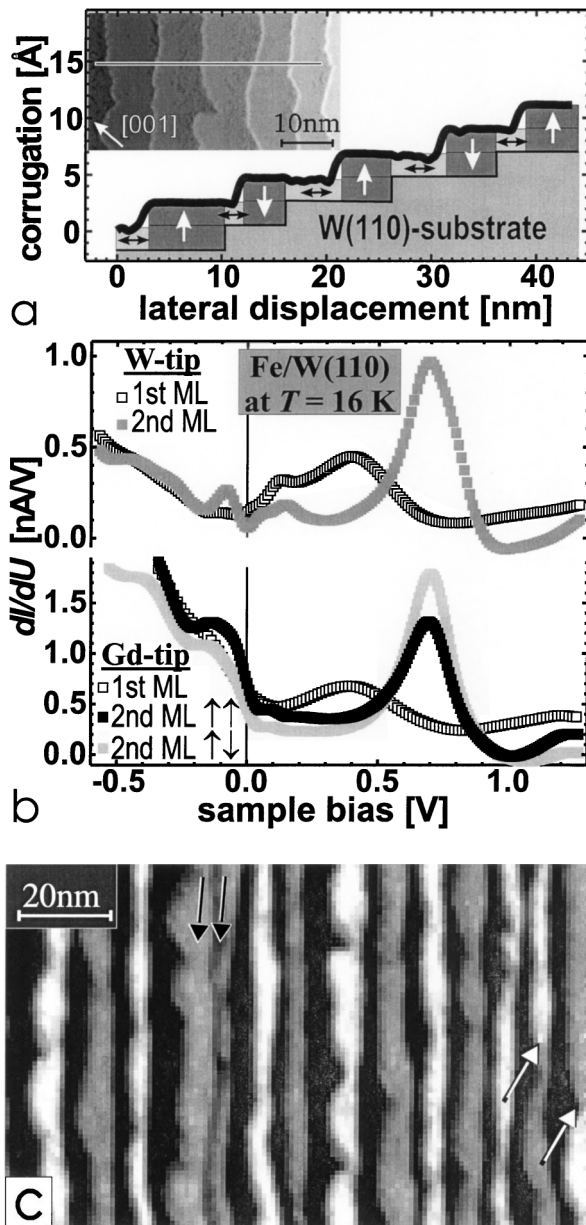 corrugation [Å]
15
10
5
0
[001]
10nm
W(110)-substrate
0 10 20 30 40
lateral displacement [nm]
a
dI/dU [nA/V]
1.0
0.5
0.0
W-tip
1st ML
2nd ML
Fe/W(110)
at T = 16 K
1.5
1.0
0.5
0.0
Gd-tip
1st ML
2nd ML ↑↑
2nd ML ↑↓
-0.5 0.0 0.5 1.0
sample bias [V]
b
20nm
c